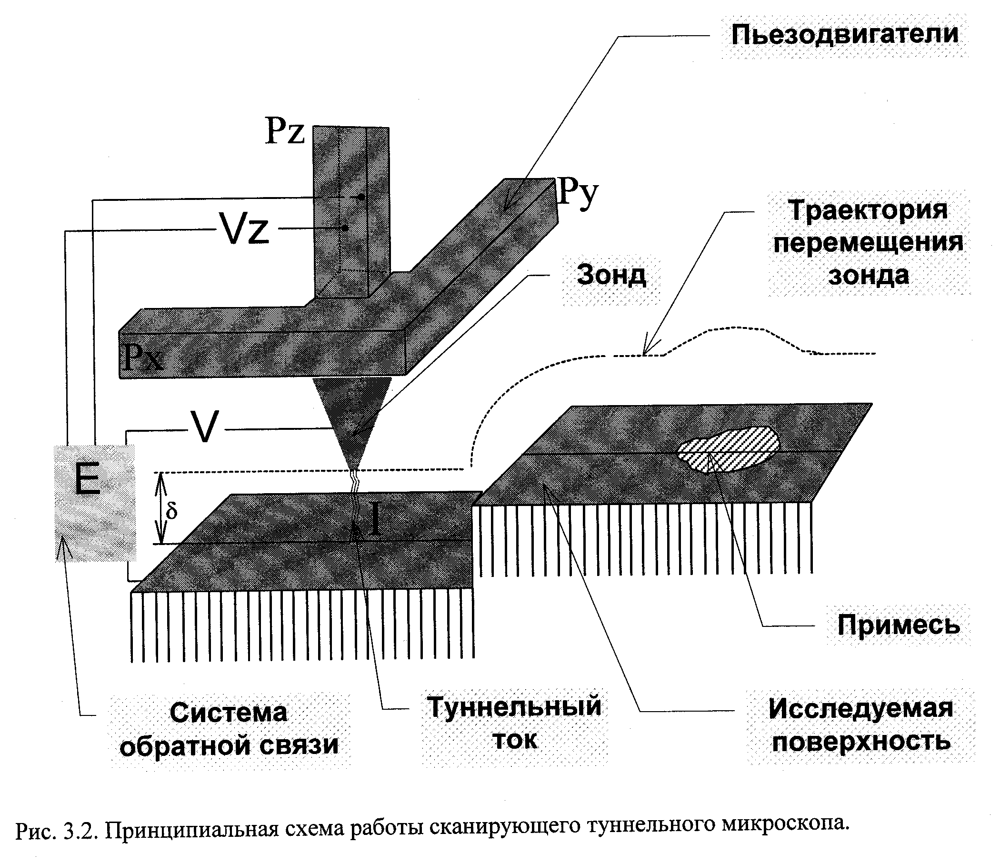 Пьезодвигатели
Pz
Py
Траектория
перемещения
зонда
Vz
Зонд
Px
V
E
δ
I
Примесь
Система
обратной связи
Туннельный
ток
Исследуемая
поверхность
Рис. 3.2. Принципиальная схема работы сканирующего туннельного микроскопа.